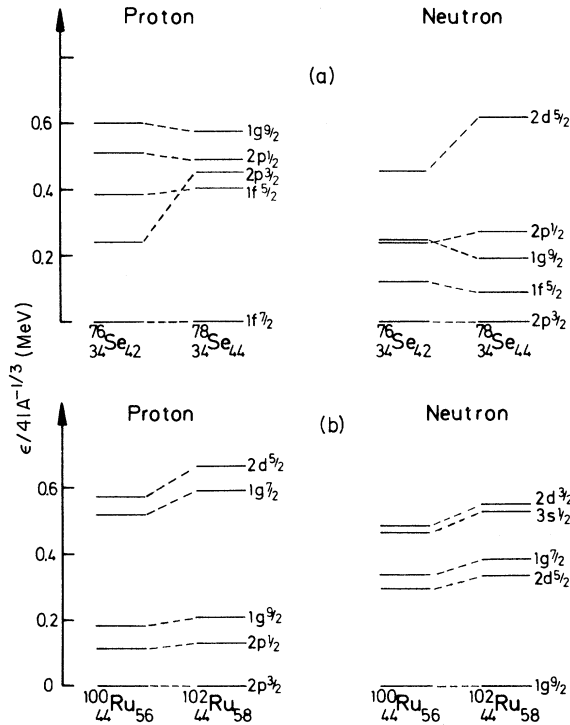 Proton Neutron
(a)
2d5/2
0.6
1g9/2
2p1/2
2p3/2
0.4
1f5/2
2p1/2
0.2
1g9/2
1f5/2
1f7/2
2p3/2
76 34Se42 78 34Se44 76 34Se42 78 34Se44
ϵ/41A-1/3 (MeV)
Proton Neutron
(b)
2d5/2
0.6
1g7/2
2d3/2
3s1/2
0.4
1g7/2
2d5/2
0.2
1g9/2
2p1/2
0
2p3/2
1g9/2
100 44Ru56 102 44Ru58 100 44Ru56 102 44Ru58